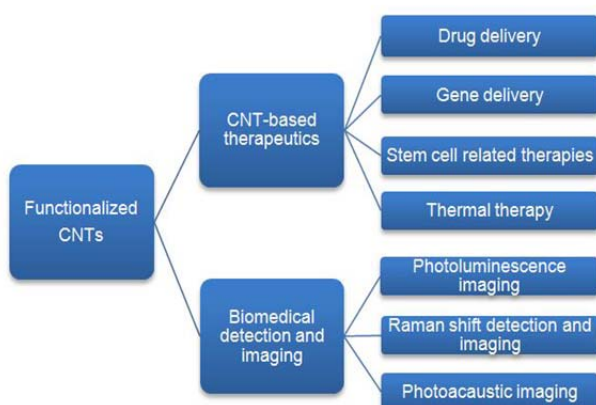 Functionalized
CNTs
CNT-based
therapeutics
Drug delivery
Gene delivery
Stem cell related therapies
Thermal therapy
Biomedical
detection and
imaging
Photoluminescence
imaging
Raman shift detection and
imaging
Photoacaustic imaging